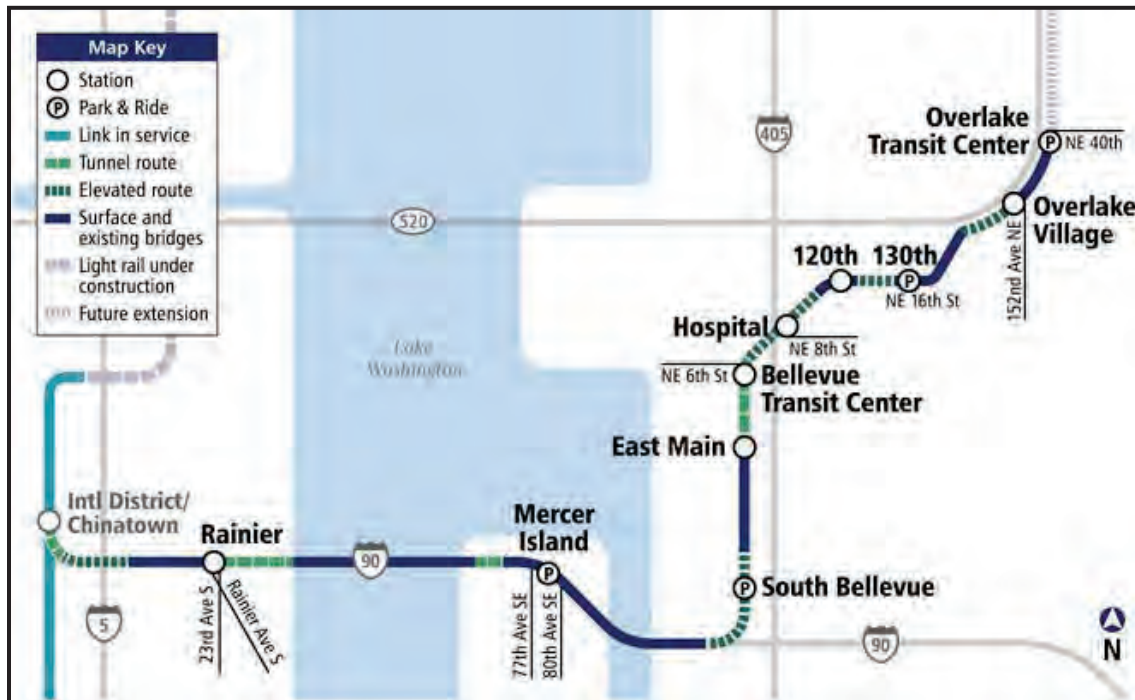 Map Key
Station
P Park & Ride
Link in service
Tunnel route
Elevated route
Surface and
existing bridges
Light rail under
construction
Future extension
405
520
Overlake
Transit Center
P
NE 40th
Overlake
Village
152nd Ave NE
120th
130th
P
NE 16th St
Hospital
NE 8th St
NE 6th St
Bellevue
Transit Center
East Main
Lake
Washington
Intl District/
Chinatown
Rainier
23rd Ave S
Rainier Ave S
5
90
Mercer
Island
P
77th Ave SE
80th Ave SE
P
South Bellevue
90
N